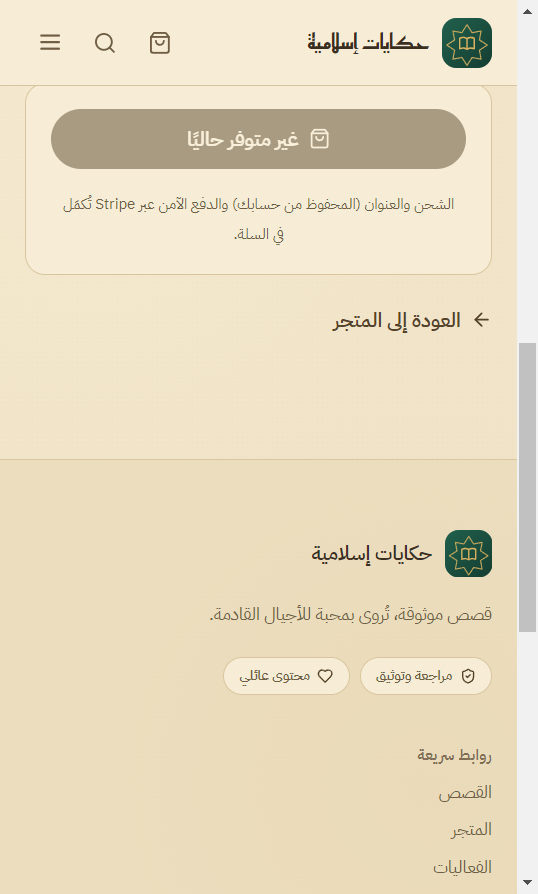 حكايات إسلامية
غير متوفر حاليًا
الشحن والعنوان (المحفوظ من حسابك) والدفع الآمن عبر Stripe تُكمَل
في السلة.
العودة إلى المتجر
حكايات إسلامية
قصص موثوقة، تُروى بمحبة للأجيال القادمة.
مراجعة وتوثيق
محتوى عائلي
روابط سريعة
القصص
المتجر
الفعاليات